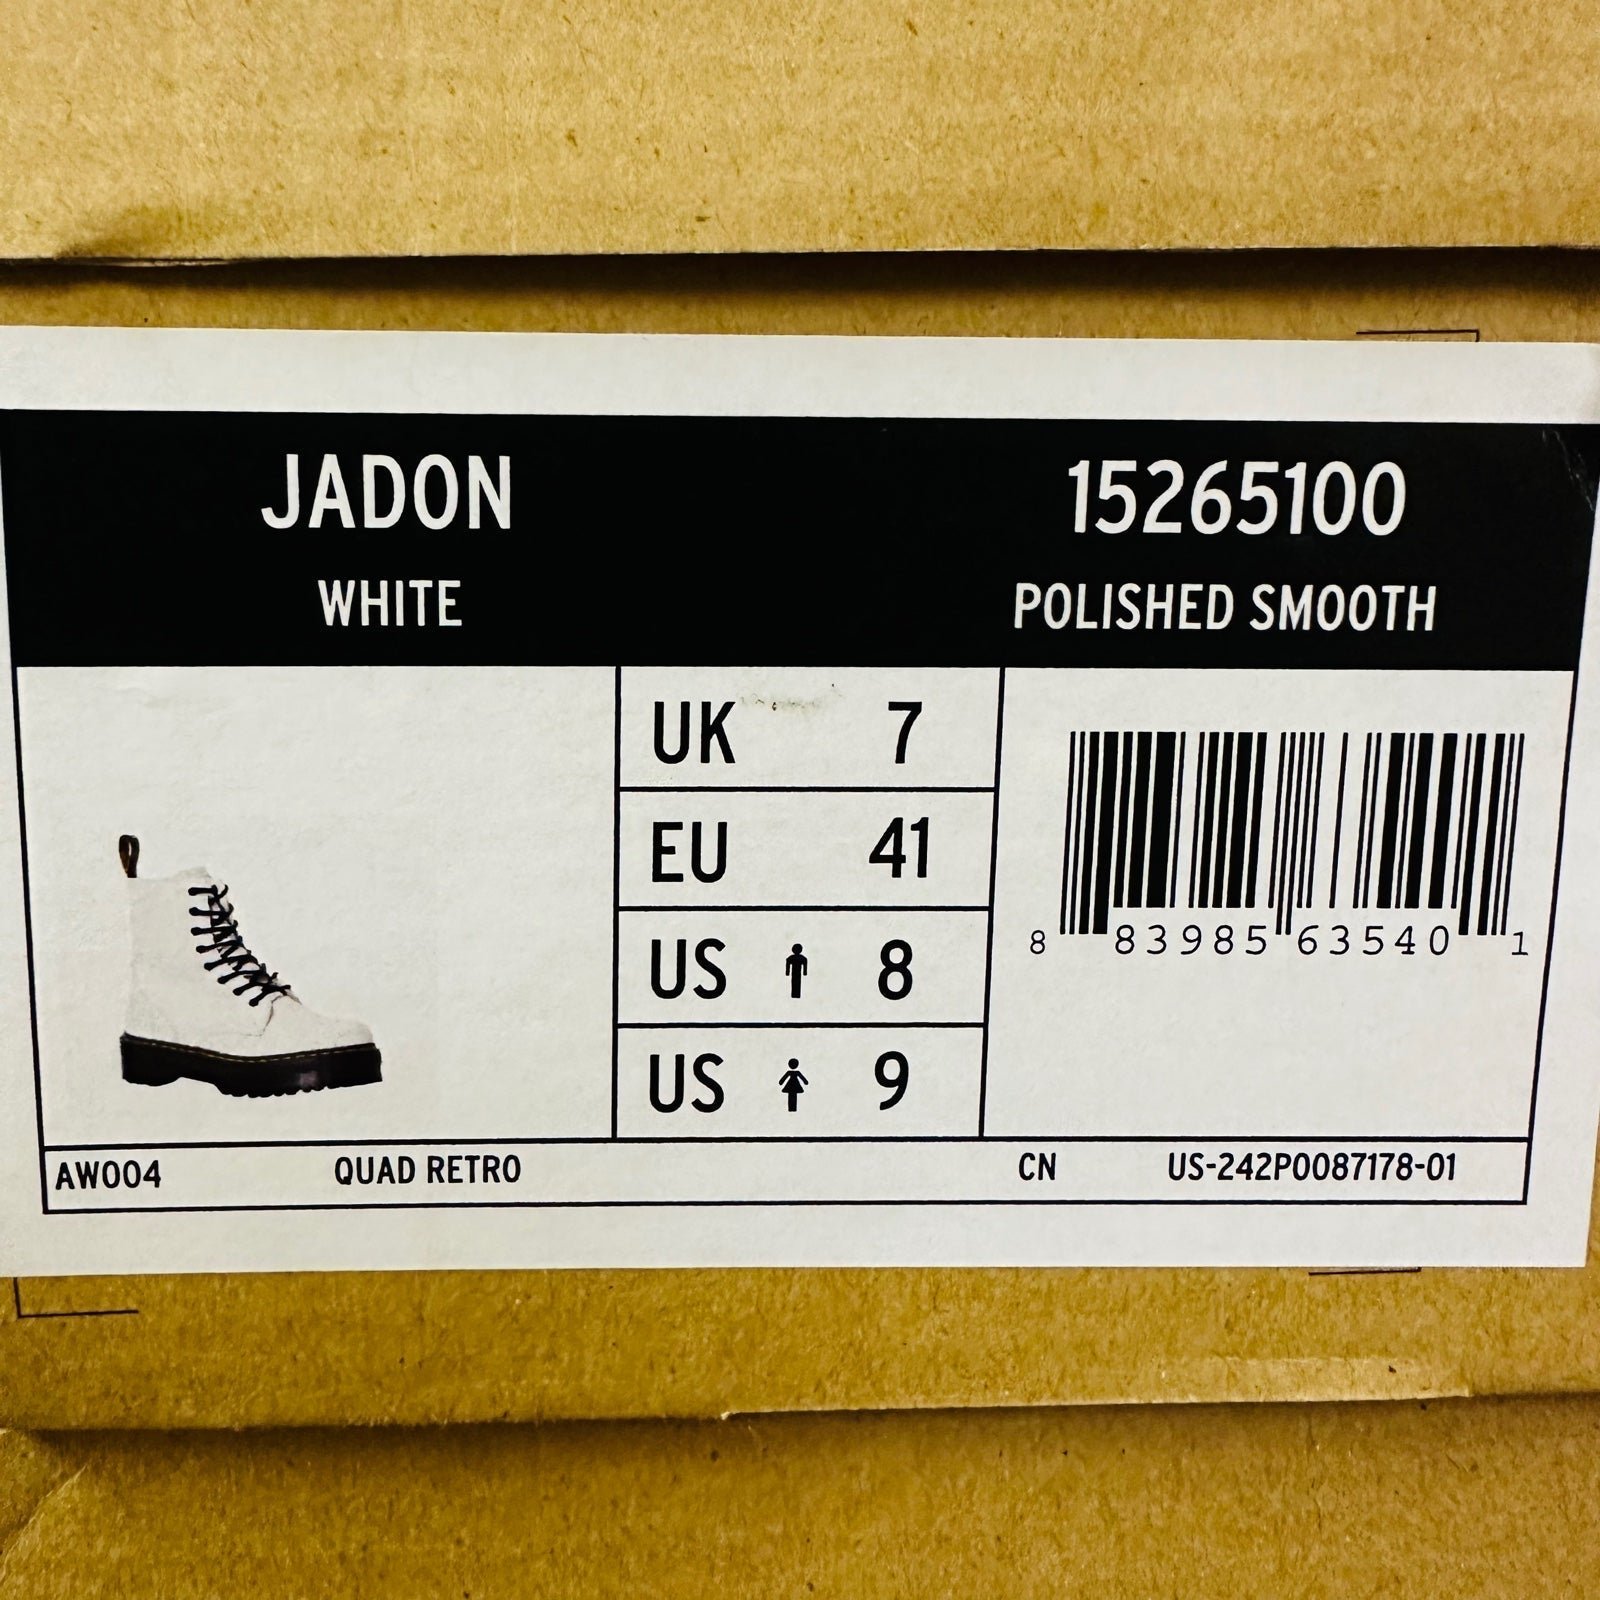 JADON 15265100
WHITE POLISHED SMOOTH
UK 7
EU 41
US 8
US 9
8 83985 63540 1
AW004 QUAD RETRO CN US-242P0087178-01